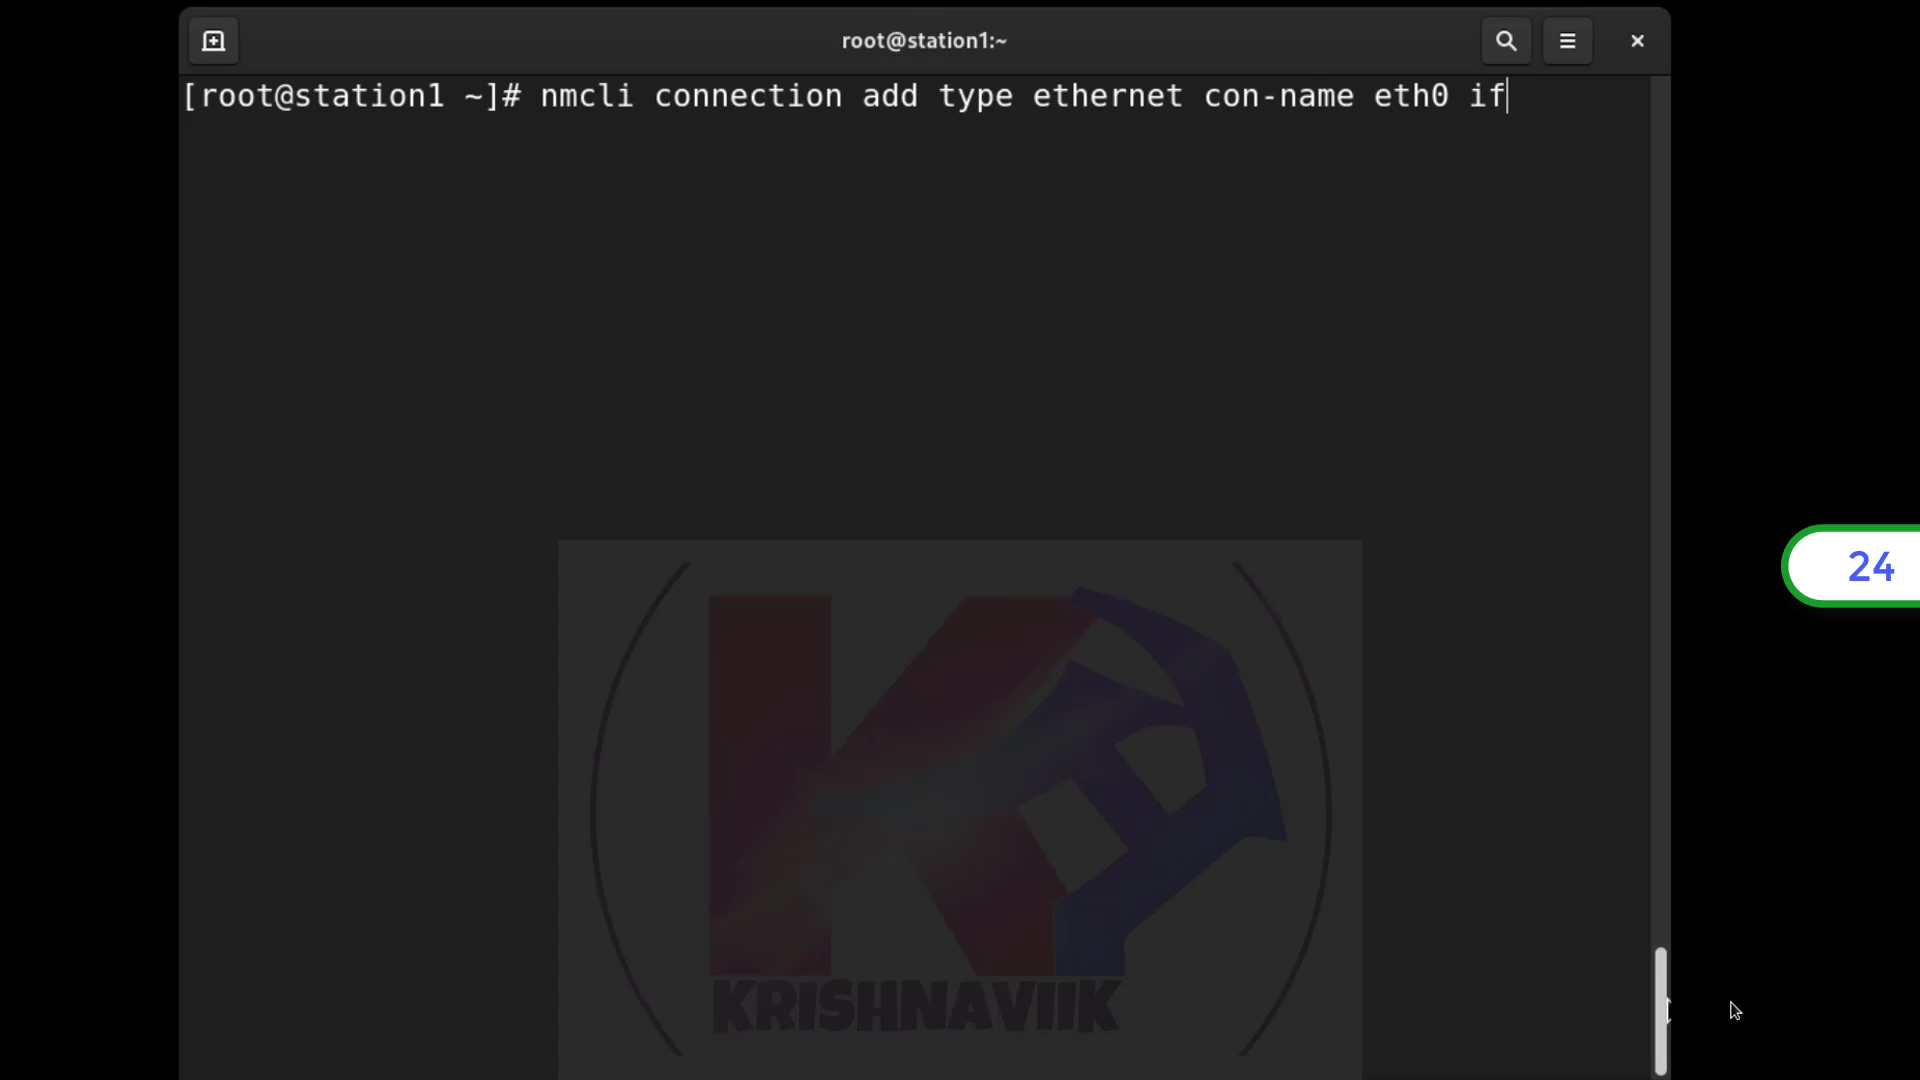 root@station1:~
[root@station1 ~]# nmcli connection add type ethernet con-name eth0 if
24
KRISHNAVIIK